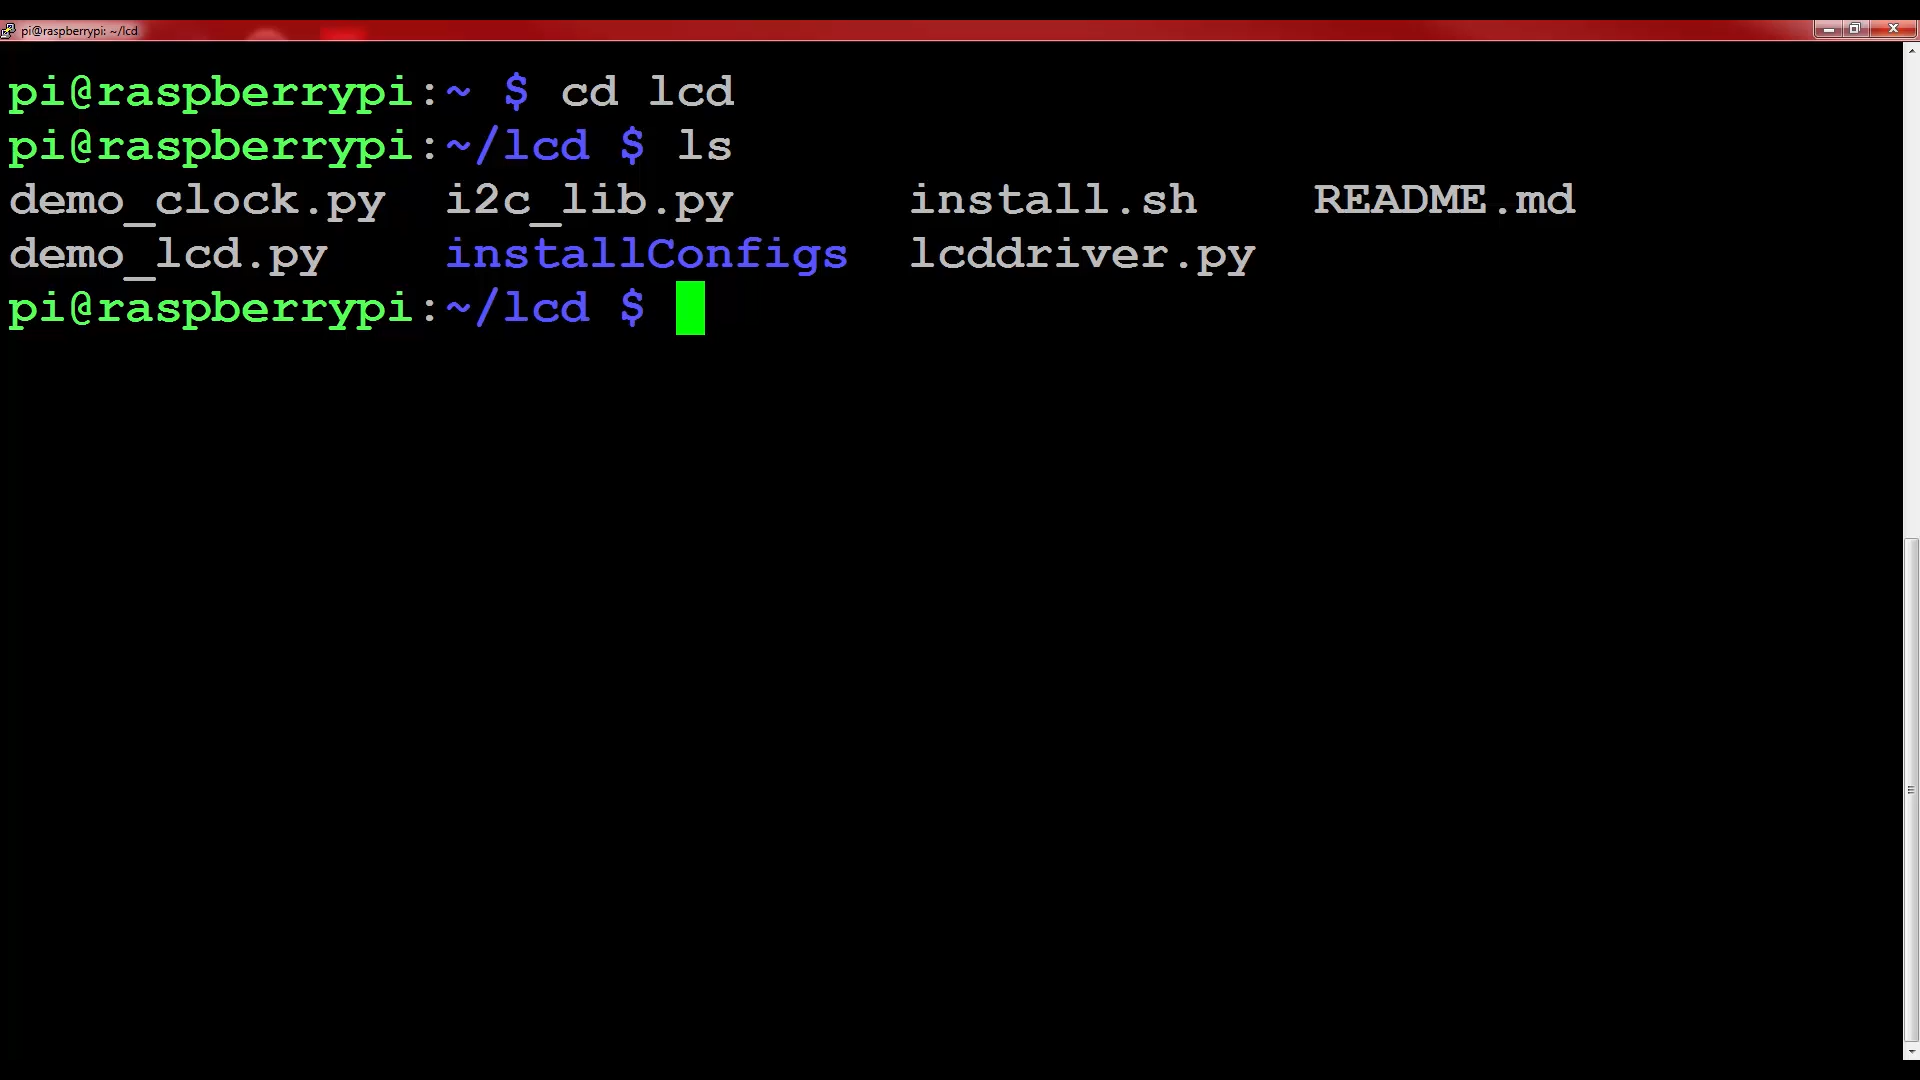 pi@raspberrypi: ~/lcd
pi@raspberrypi:~ $ cd lcd
pi@raspberrypi:~/lcd $ ls
demo_clock.py  i2c_lib.py      install.sh    README.md
demo_lcd.py    installConfigs  lcddriver.py
pi@raspberrypi:~/lcd $